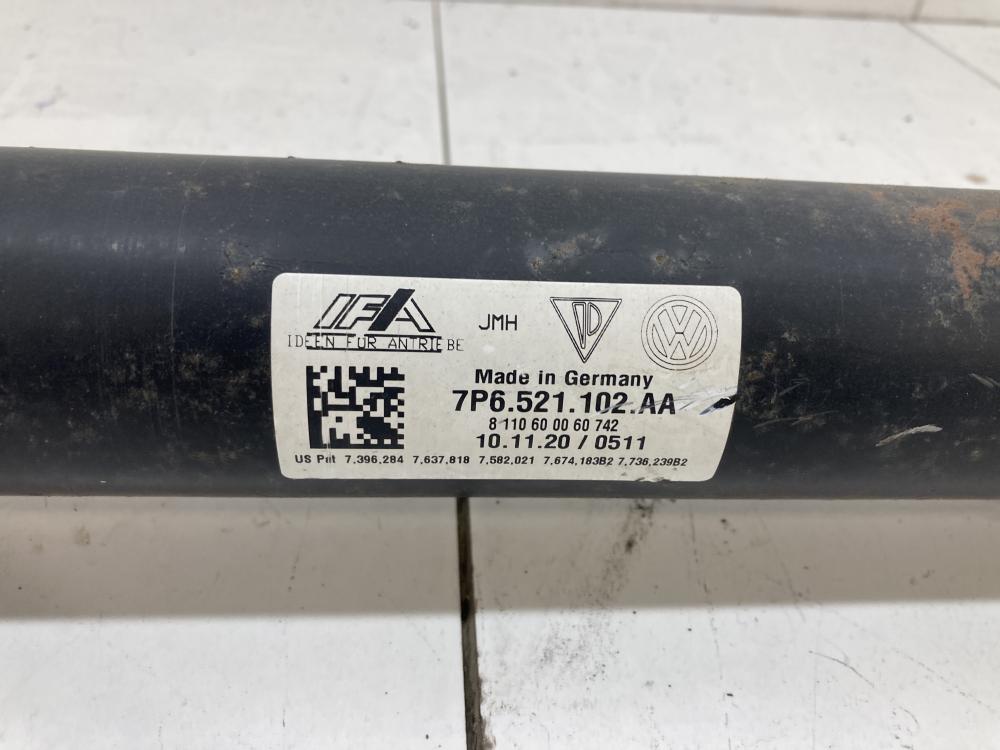 IFA
IDEEN FÜR ANTRIEBE
JMH
VW
Made in Germany
7P6.521.102.AA
8 110 60 00 60 742
10.11.20 / 0511
US Pat 7,396,284 7,637,818 7,582,021 7,674,183B2 7,736,239B2